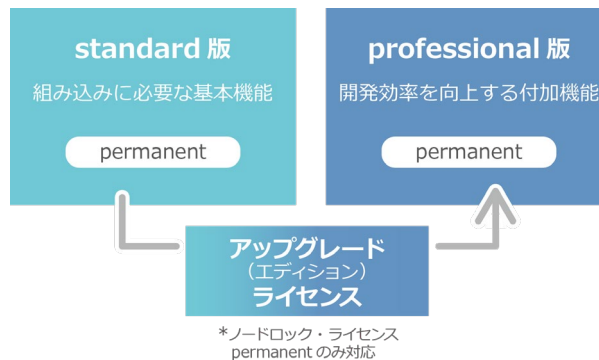 standard 版
組み込みに必要な基本機能
permanent
professional 版
開発効率を向上する付加機能
permanent
アップグレード
（エディション）
ライセンス
*ノードロック・ライセンス
permanent のみ対応